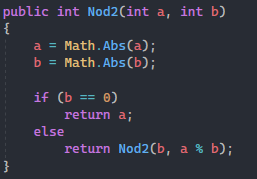 public int Nod2(int a, int b)
{
    a = Math.Abs(a);
    b = Math.Abs(b);

    if (b == 0)
        return a;
    else
        return Nod2(b, a % b);
}